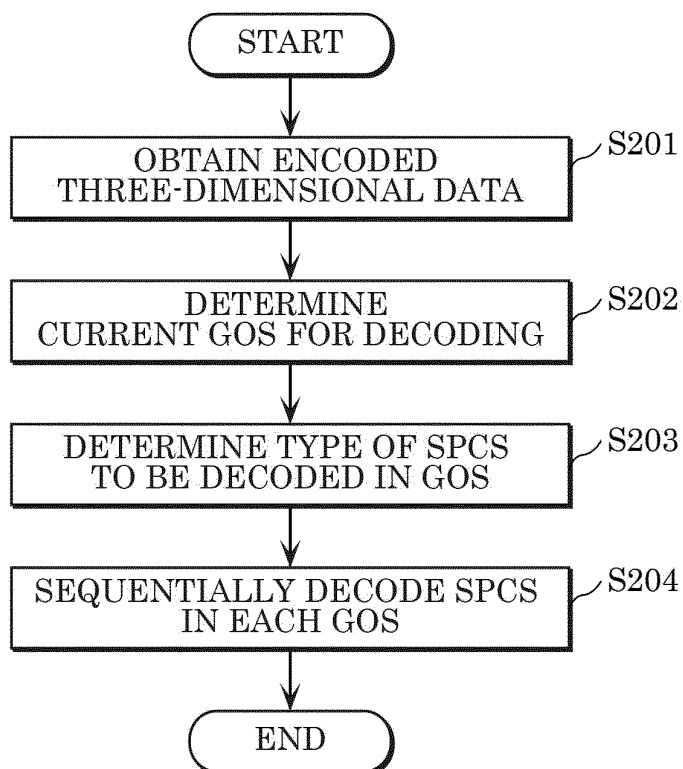 START
OBTAIN ENCODED
THREE-DIMENSIONAL DATA
S201
DETERMINE
CURRENT GOS FOR DECODING
S202
DETERMINE TYPE OF SPCS
TO BE DECODED IN GOS
S203
SEQUENTIALLY DECODE SPCS
IN EACH GOS
S204
END